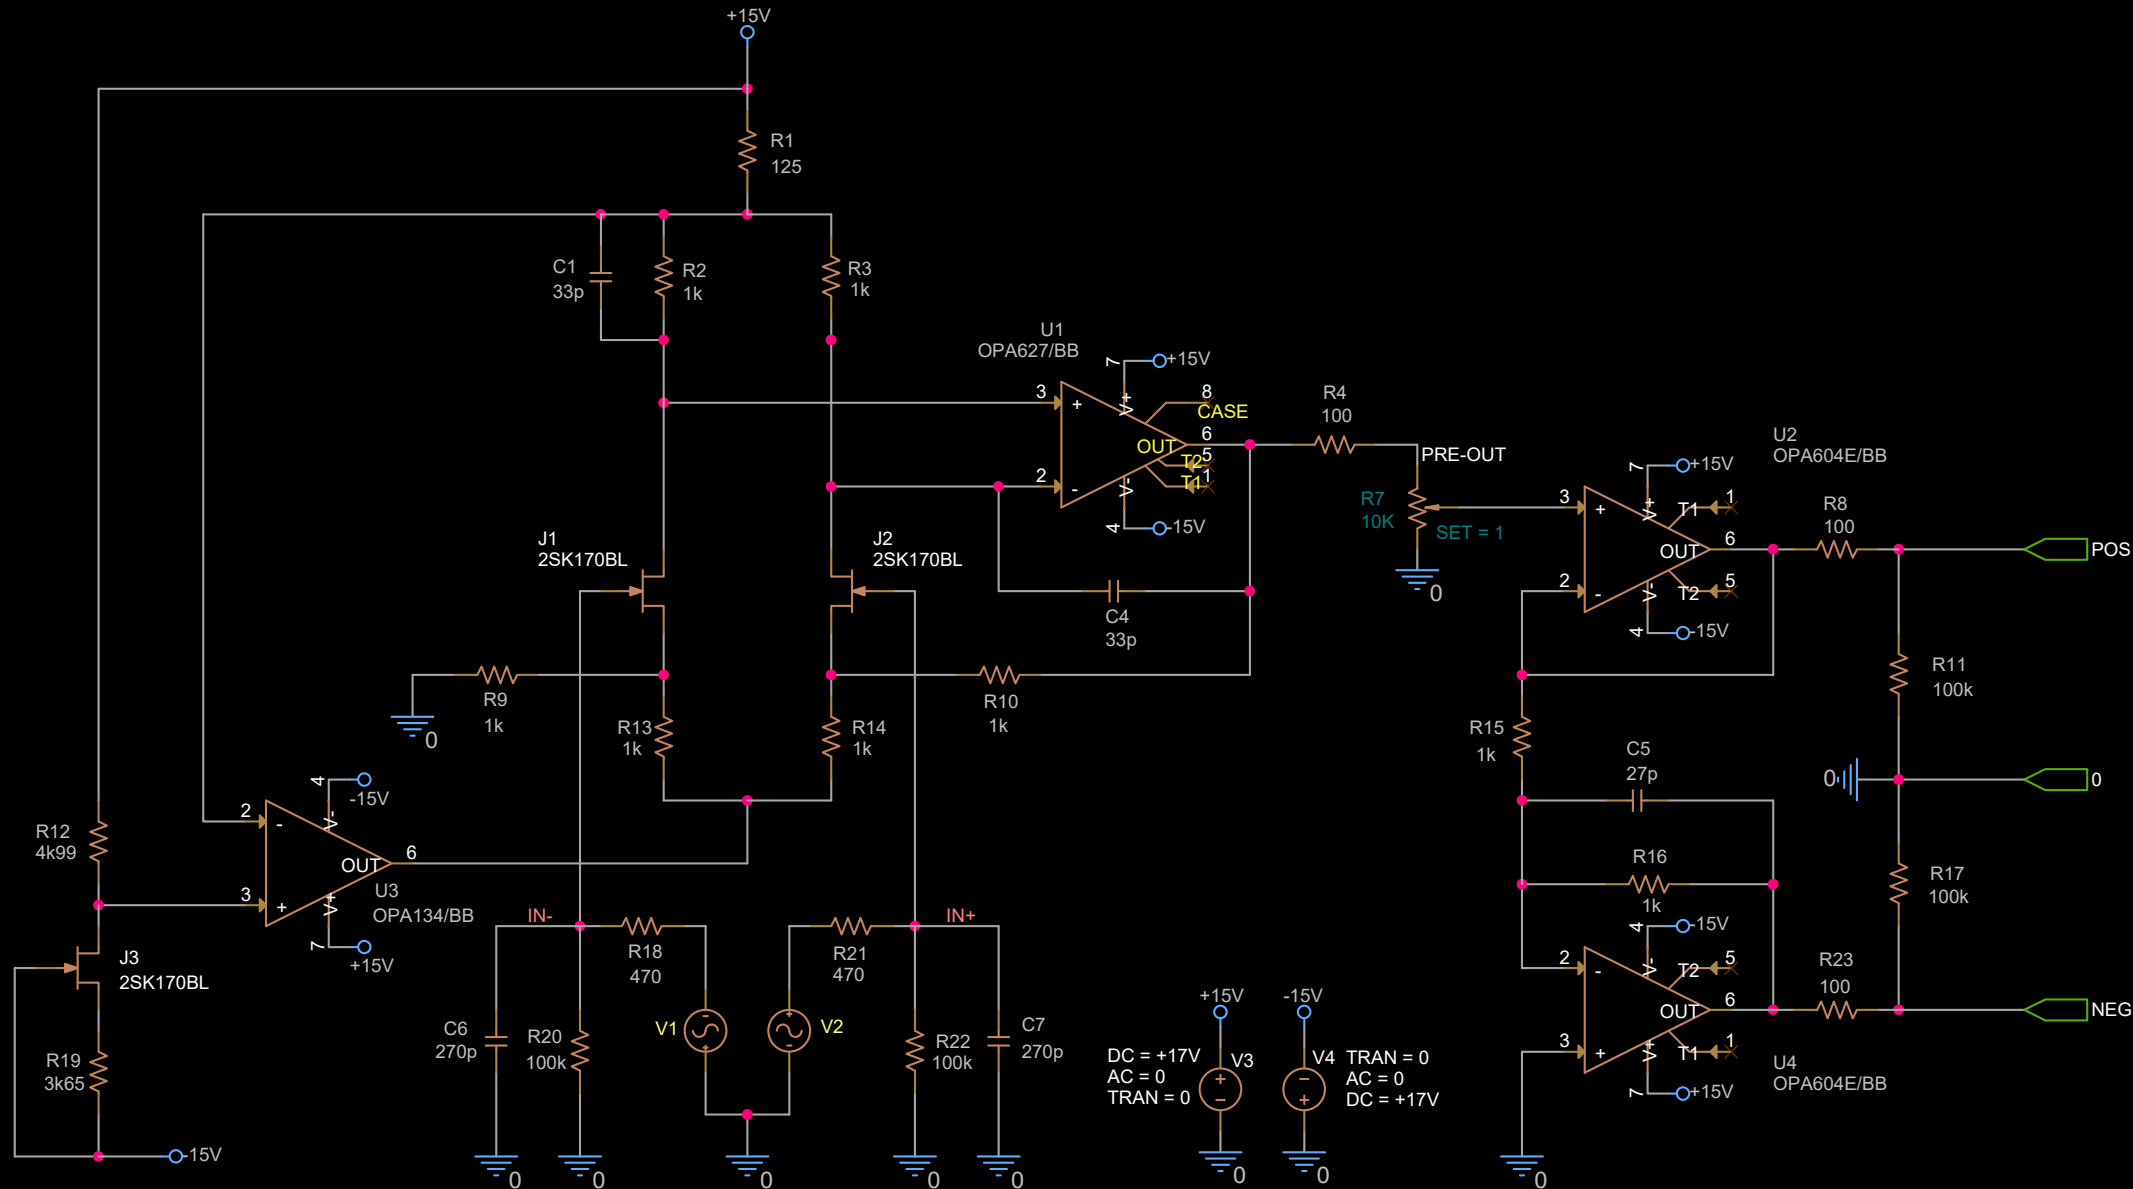 +15V
R1
125
C1
33p
R2
1k
R3
1k
U1
OPA627/BB
7
+15V
3
+
V+
8
CASE
OUT
6
T2
5
T1
1
2
-
V-
4
-15V
R4
100
PRE-OUT
R7
10K
SET = 1
0
U2
OPA604E/BB
7
+15V
3
+
V+
T1
1
OUT
6
2
-
V-
T2
5
4
-15V
R8
100
POS
J1
2SK170BL
J2
2SK170BL
C4
33p
R9
1k
0
R10
1k
R13
1k
R14
1k
R11
100k
R15
1k
C5
27p
0
0
R16
1k
R17
100k
4
-15V
R12
4k99
2
-
V-
OUT
6
3
+
V+
U3
OPA134/BB
7
+15V
J3
2SK170BL
R19
3k65
-15V
IN-
R18
470
R21
470
IN+
C6
270p
R20
100k
V1
-
+
V2
+
-
R22
100k
C7
270p
0
0
0
0
0
+15V
-15V
DC = +17V
AC = 0
TRAN = 0
V3
+
-
V4
-
+
TRAN = 0
AC = 0
DC = +17V
0
0
4
-15V
2
-
V-
T2
5
OUT
6
3
+
V+
T1
1
7
+15V
R23
100
NEG
U4
OPA604E/BB
0